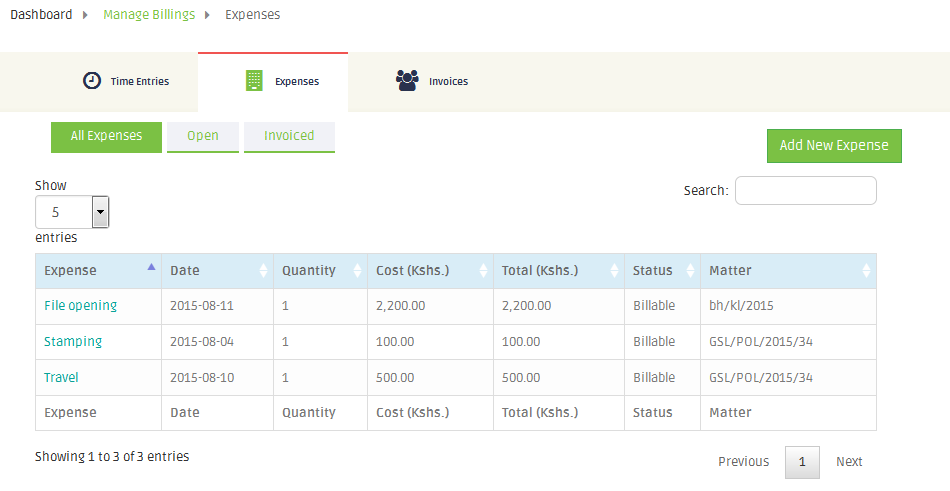 Dashboard Manage Billings Expenses
Time Entries Expenses Invoices
All Expenses Open Invoiced
Add New Expense
Show
5
entries
Search:
Expense Date Quantity Cost (Kshs.) Total (Kshs.) Status Matter
File opening 2015-08-11 1 2,200.00 2,200.00 Billable bh/kl/2015
Stamping 2015-08-04 1 100.00 100.00 Billable GSL/POL/2015/34
Travel 2015-08-10 1 500.00 500.00 Billable GSL/POL/2015/34
Expense Date Quantity Cost (Kshs.) Total (Kshs.) Status Matter
Showing 1 to 3 of 3 entries
Previous 1 Next